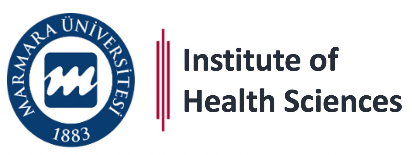 MARMARA ÜNİVERSİTESİ
m
1883
Institute of
Health Sciences